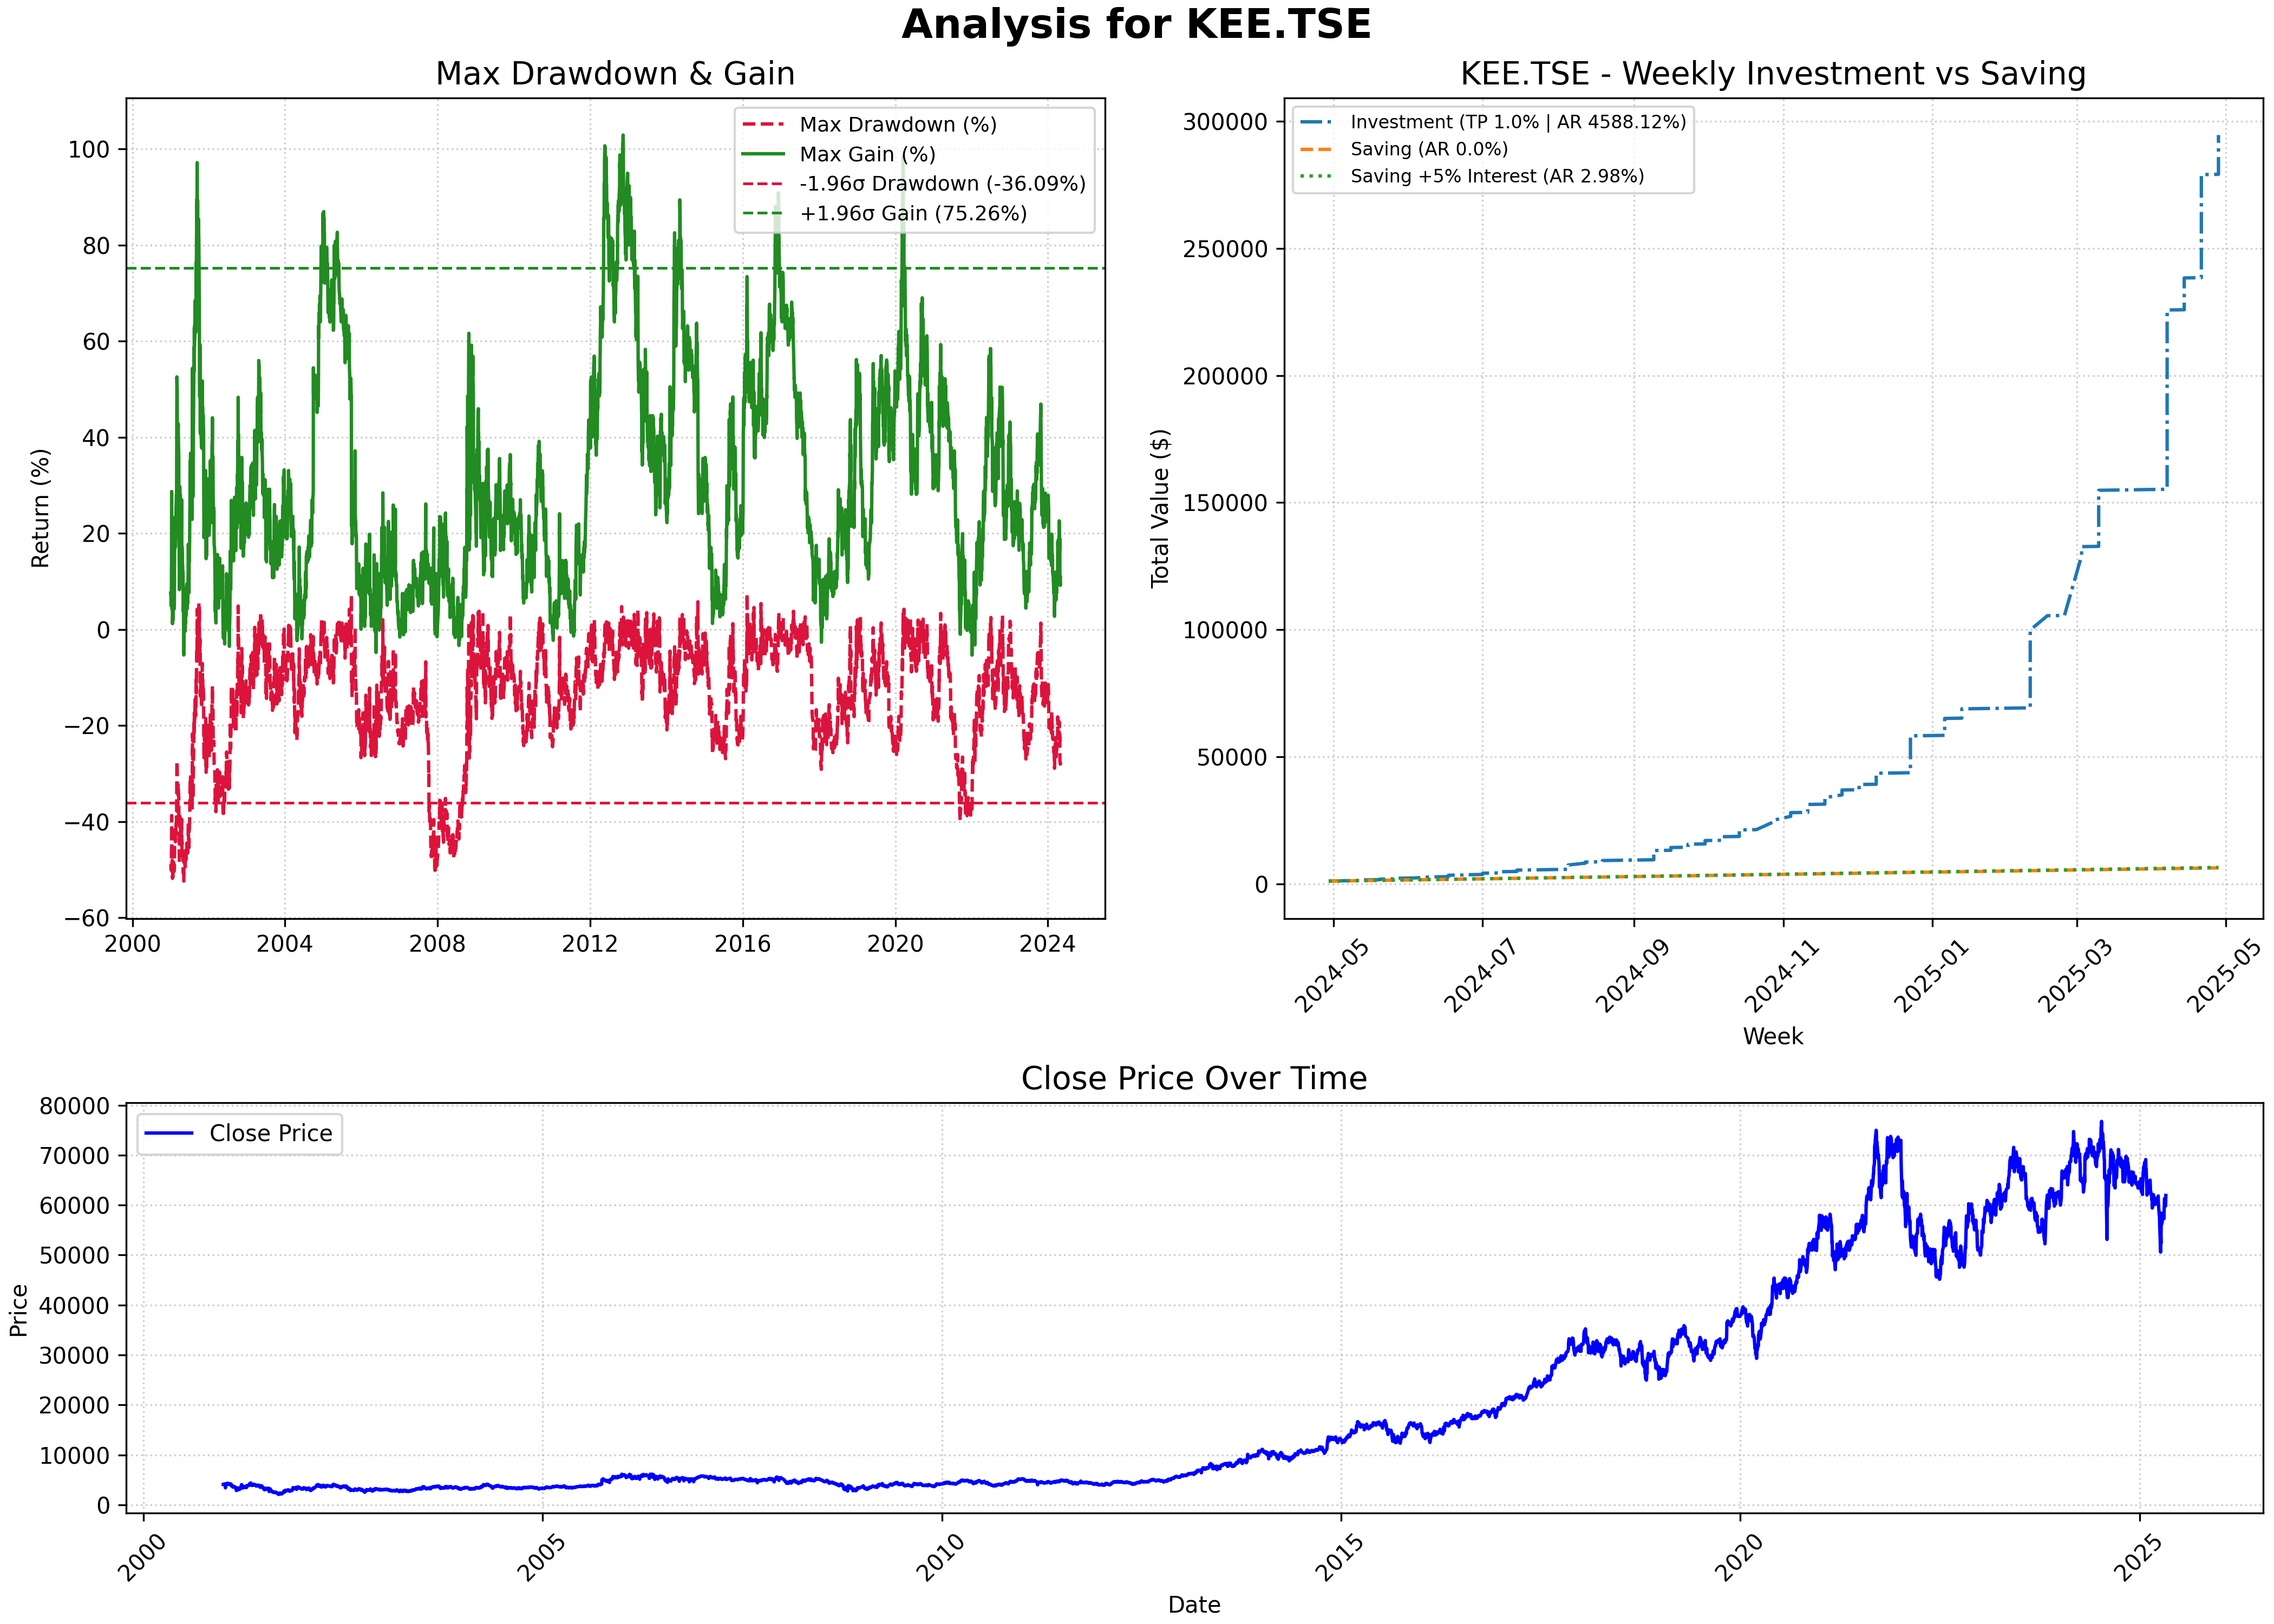 Analysis for KEE.TSE
Max Drawdown & Gain
Return (%)
100
80
60
40
20
0
−20
−40
−60
2000
2004
2008
2012
2016
2020
2024
Max Drawdown (%)
Max Gain (%)
-1.96σ Drawdown (-36.09%)
+1.96σ Gain (75.26%)
KEE.TSE - Weekly Investment vs Saving
Total Value ($)
300000
250000
200000
150000
100000
50000
0
2024-05
2024-07
2024-09
2024-11
2025-01
2025-03
2025-05
Week
Investment (TP 1.0% | AR 4588.12%)
Saving (AR 0.0%)
Saving +5% Interest (AR 2.98%)
Close Price Over Time
Price
80000
70000
60000
50000
40000
30000
20000
10000
0
2000
2005
2010
2015
2020
2025
Date
Close Price